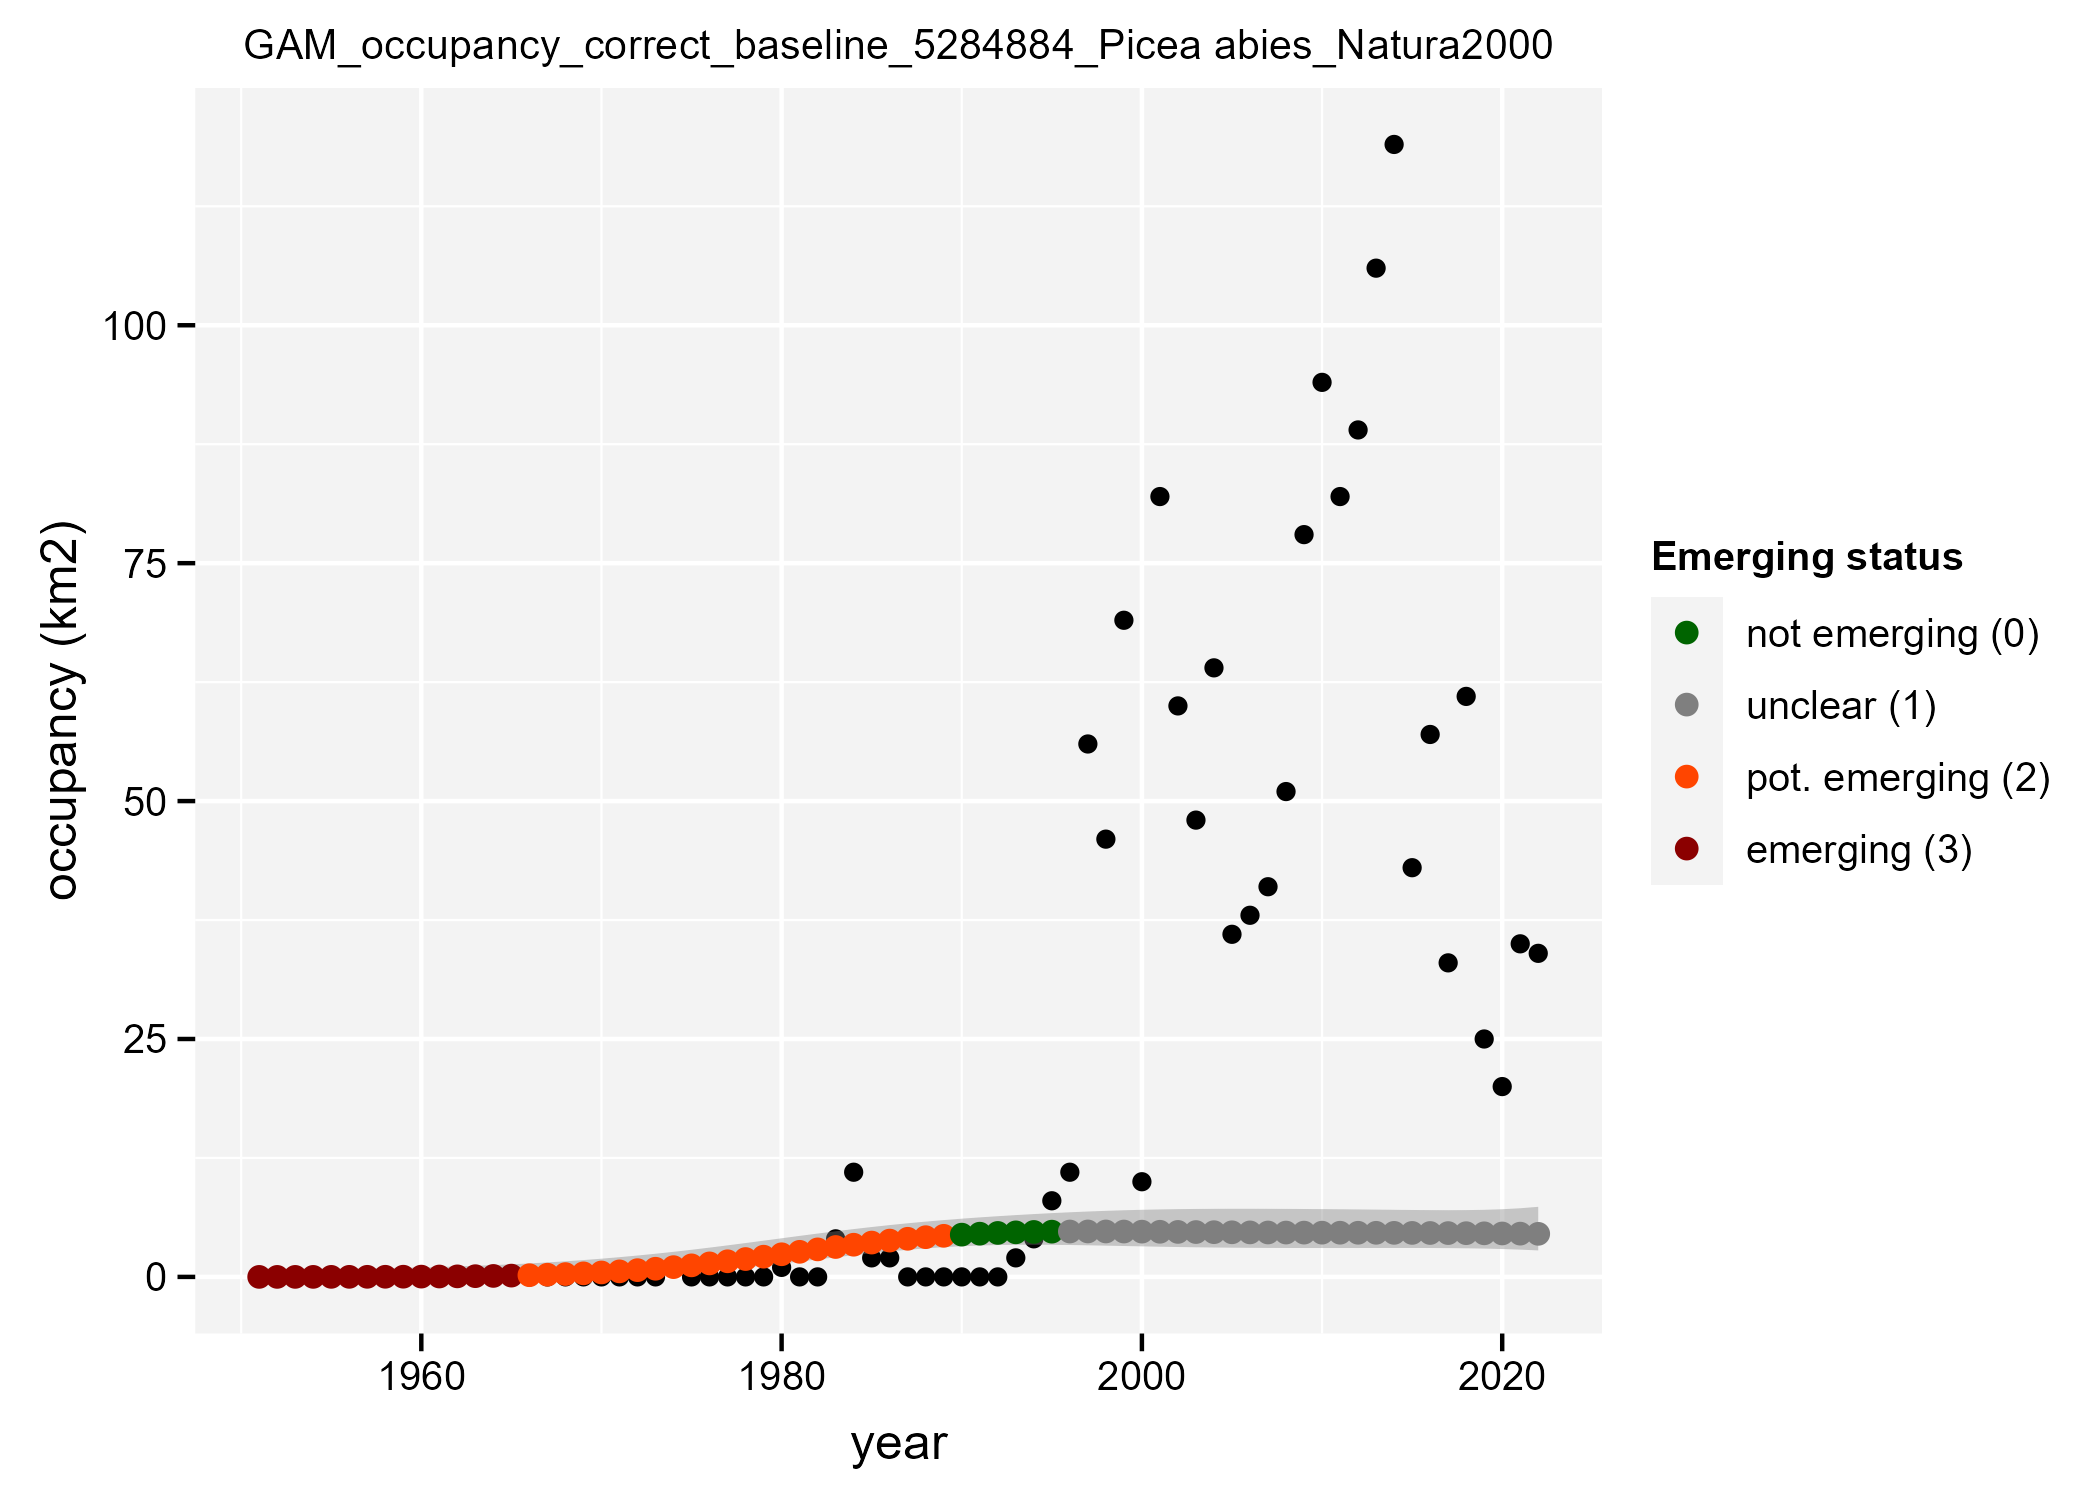 GAM_occupancy_correct_baseline_5284884_Picea abies_Natura2000
100
75
50
25
0
occupancy (km2)
1960 1980 2000 2020
year
Emerging status
not emerging (0)
unclear (1)
pot. emerging (2)
emerging (3)